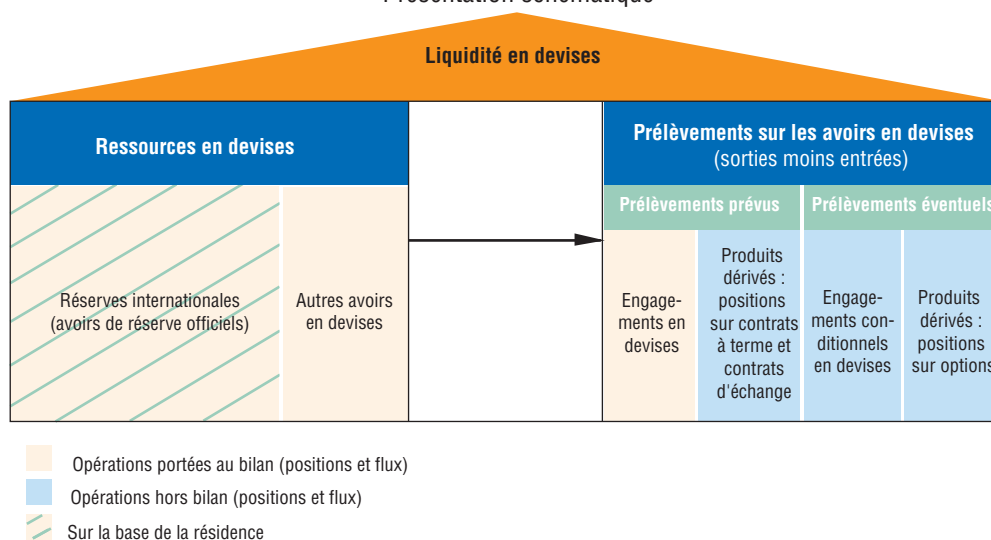 Présentation schématique
Liquidité en devises
Ressources en devises
Prélèvements sur les avoirs en devises
(sorties moins entrées)
Prélèvements prévus
Prélèvements éventuels
Réserves internationales
(avoirs de réserve officiels)
Autres avoirs
en devises
Engage-
ments en
devises
Produits
dérivés :
positions
sur contrats
à terme et
contrats
d'échange
Engage-
ments con-
ditionnels
en devises
Produits
dérivés :
positions
sur options
Opérations portées au bilan (positions et flux)
Opérations hors bilan (positions et flux)
Sur la base de la résidence